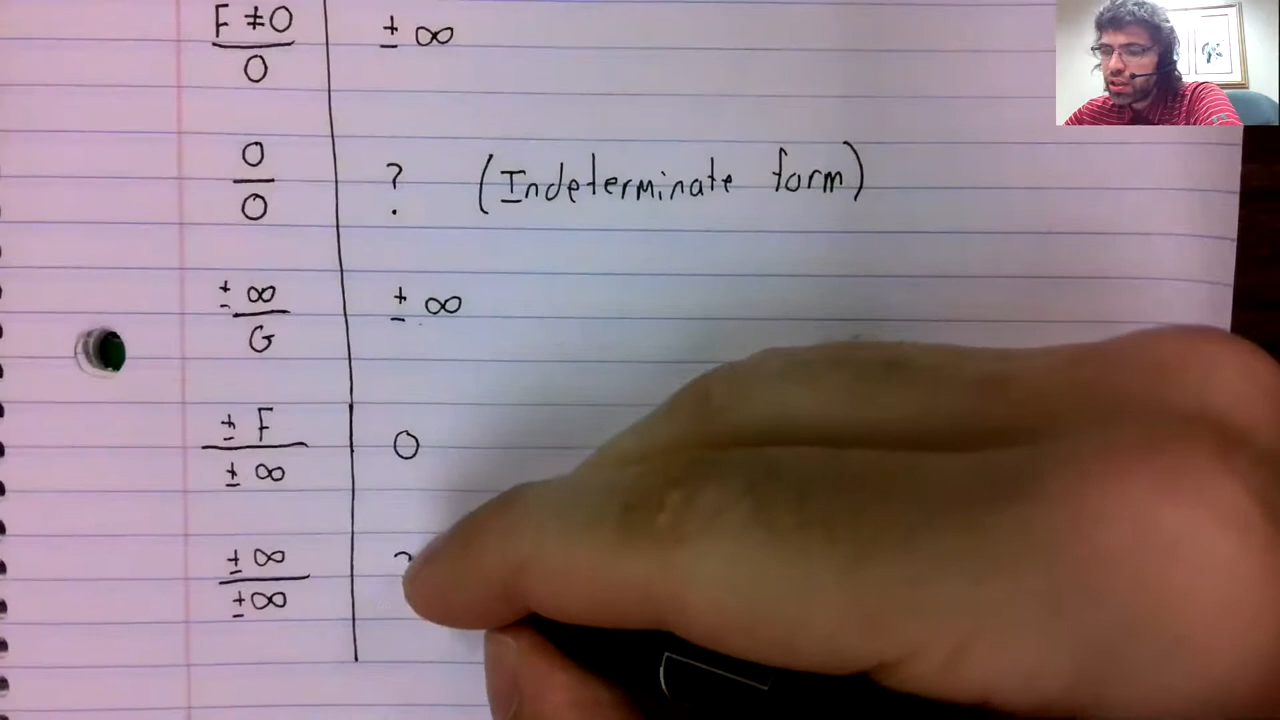 F ≠ 0 / 0 ± ∞
0 / 0 ? (Indeterminate form)
± ∞ / G ± ∞
± F / ± ∞ 0
± ∞ / ± ∞ ?